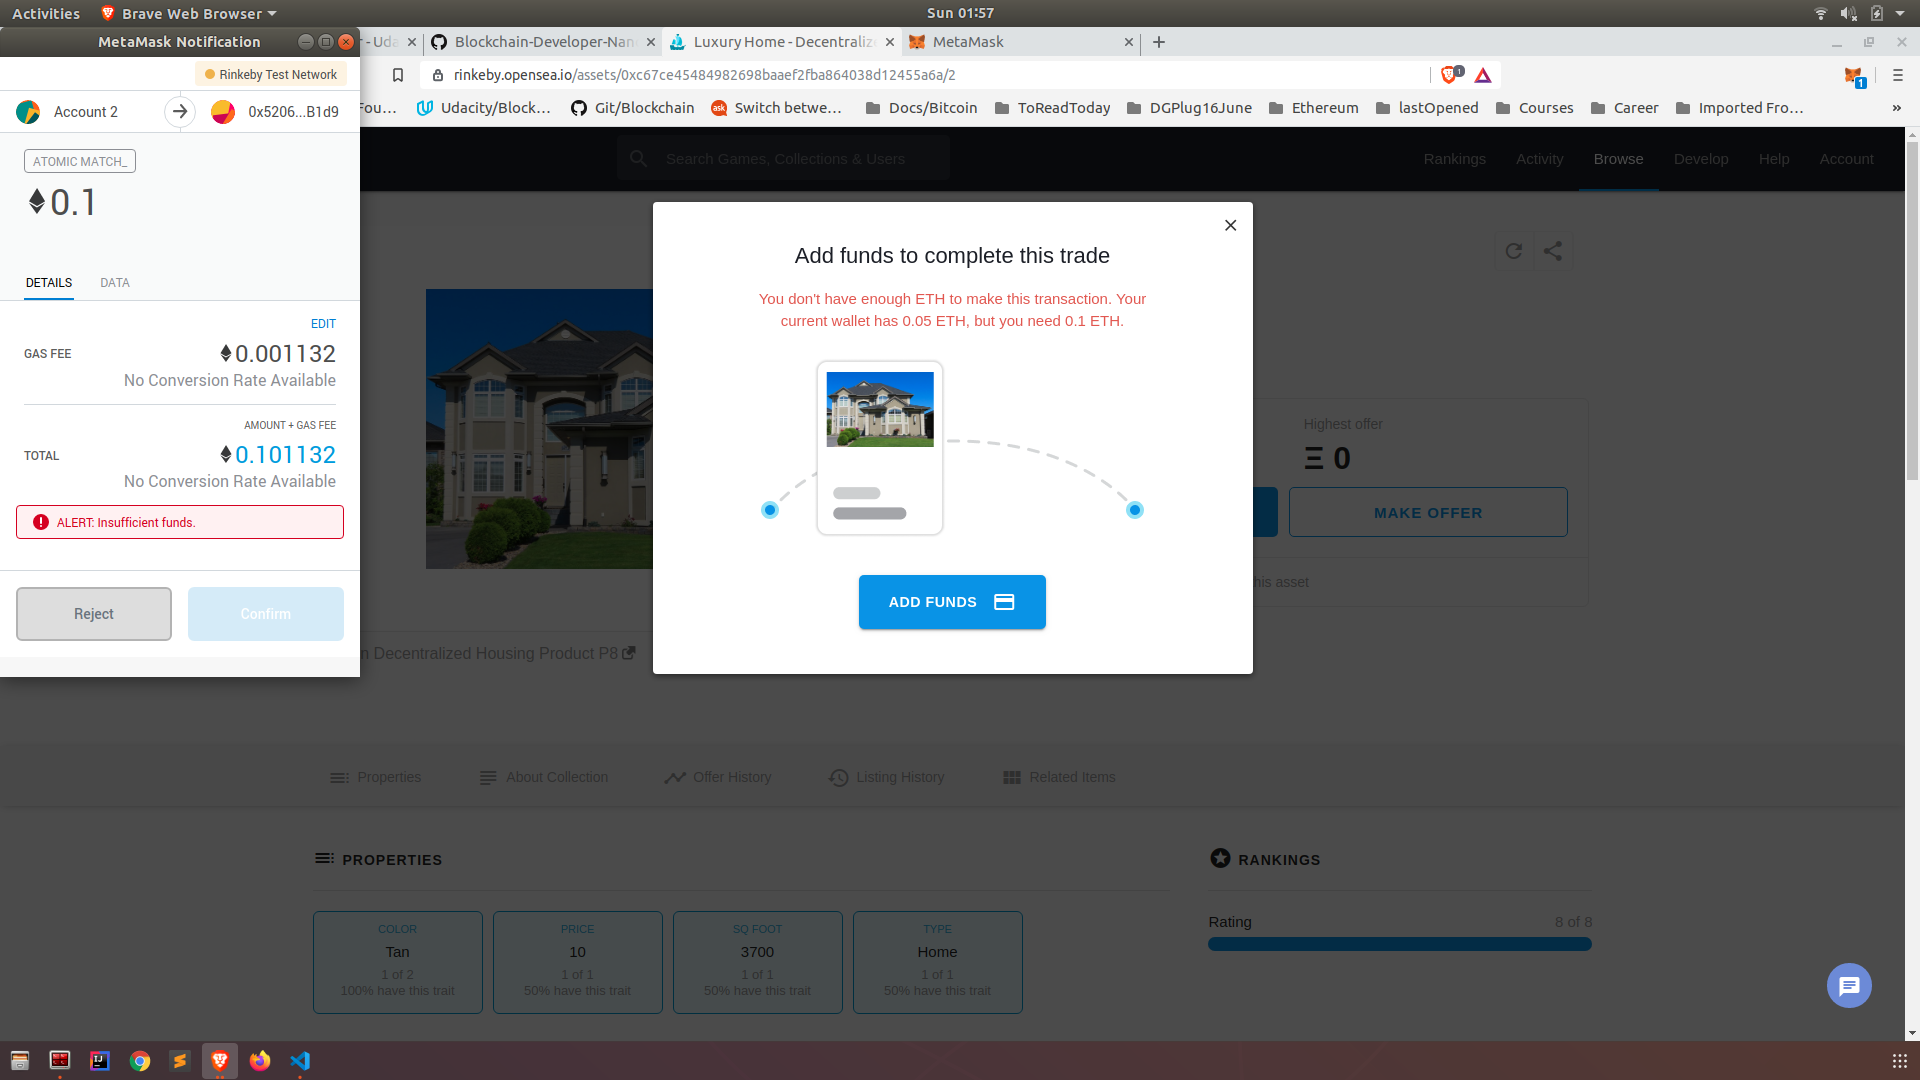 Activities
Brave Web Browser
Sun 01:57
MetaMask Notification
- Uda
Blockchain-Developer-Nan
Luxury Home - Decentraliz
MetaMask
Rinkeby Test Network
rinkeby.opensea.io/assets/0xc67ce45484982698baaef2fba864038d12455a6a/2
1
1
Account 2
0x5206...B1d9
Fou...
Udacity/Block...
Git/Blockchain
Switch betwe...
Docs/Bitcoin
ToReadToday
DGPlug16June
Ethereum
lastOpened
Courses
Career
Imported Fro...
»
ATOMIC MATCH_
0.1
DETAILS
DATA
EDIT
GAS FEE
0.001132
No Conversion Rate Available
AMOUNT + GAS FEE
TOTAL
0.101132
No Conversion Rate Available
ALERT: Insufficient funds.
Reject
Confirm
Search Games, Collections & Users
Rankings
Activity
Browse
Develop
Help
Account
Add funds to complete this trade
You don't have enough ETH to make this transaction. Your
current wallet has 0.05 ETH, but you need 0.1 ETH.
ADD FUNDS
Highest offer
Ξ 0
MAKE OFFER
his asset
n Decentralized Housing Product P8
Properties
About Collection
Offer History
Listing History
Related Items
PROPERTIES
COLOR
Tan
1 of 2
100% have this trait
PRICE
10
1 of 1
50% have this trait
SQ FOOT
3700
1 of 1
50% have this trait
TYPE
Home
1 of 1
50% have this trait
RANKINGS
Rating
8 of 8